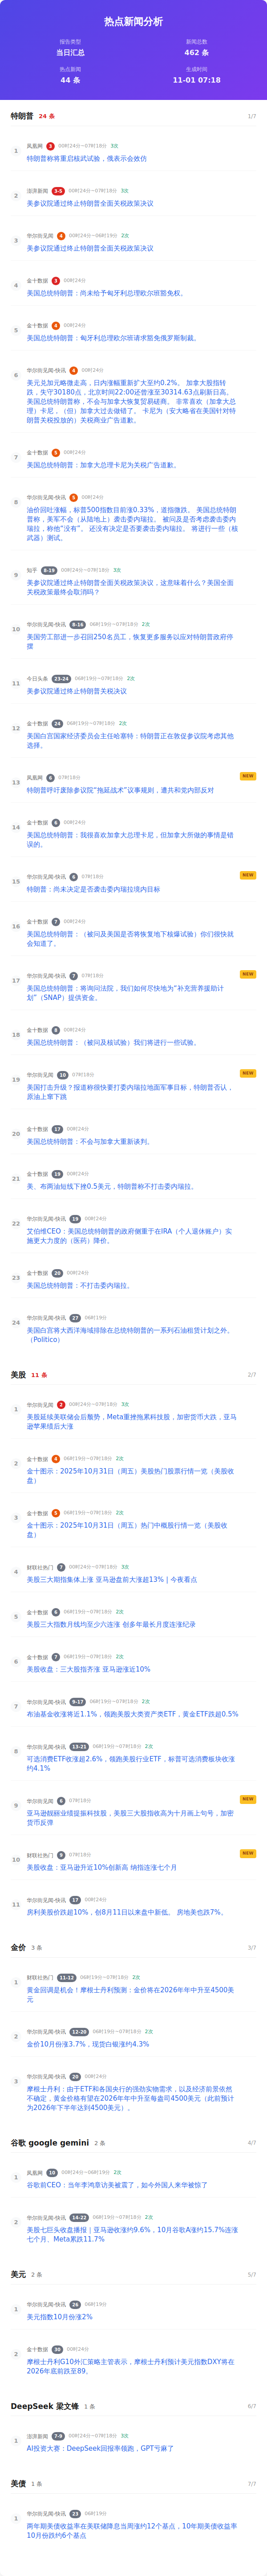 热点新闻分析
报告类型
新闻总数
当日汇总
462 条
热点新闻
生成时间
44 条
11-01 07:18
特朗普 24 条 1/7
1 凤凰网 3 00时24分~07时18分 3次
特朗普称将重启核武试验，俄表示会效仿
2 澎湃新闻 3-5 00时24分~07时18分 3次
美参议院通过终止特朗普全面关税政策决议
3 华尔街见闻 4 00时24分~06时19分 2次
美参议院通过终止特朗普全面关税政策决议
4 金十数据 3 00时24分
美国总统特朗普：尚未给予匈牙利总理欧尔班豁免权。
5 金十数据 4 00时24分
美国总统特朗普：匈牙利总理欧尔班请求豁免俄罗斯制裁。
6 华尔街见闻-快讯 4 00时24分
美元兑加元略微走高，日内涨幅重新扩大至约0.2%。 加拿大股指转
跌，失守30180点，北京时间22:00还曾涨至30314.63点刷新日高。
美国总统特朗普称，不会与加拿大恢复贸易磋商。 非常喜欢（加拿大总
理）卡尼，（但）加拿大过去做错了。 卡尼为（安大略省在美国针对特
朗普关税投放的）关税商业广告道歉。
7 金十数据 5 00时24分
美国总统特朗普：加拿大总理卡尼为关税广告道歉。
8 华尔街见闻-快讯 5 00时24分
油价回吐涨幅，标普500指数目前涨0.33%，道指微跌。 美国总统特朗
普称，美军不会（从陆地上）袭击委内瑞拉。 被问及是否考虑袭击委内
瑞拉，称他“没有”。 还没有决定是否要袭击委内瑞拉。 将进行一些（核
武器）测试。
9 知乎 8-19 00时24分~07时18分 3次
美参议院通过终止特朗普全面关税政策决议，这意味着什么？美国全面
关税政策最终会取消吗？
10 华尔街见闻-快讯 8-16 06时19分~07时18分 2次
美国劳工部进一步召回250名员工，恢复更多服务以应对特朗普政府停
摆
11 今日头条 23-24 06时19分~07时18分 2次
美参议院通过终止特朗普关税决议
12 金十数据 24 06时19分~07时18分 2次
美国白宫国家经济委员会主任哈塞特：特朗普正在敦促参议院考虑其他
选择。
13 凤凰网 6 07时18分 NEW
特朗普呼吁废除参议院“拖延战术”议事规则，遭共和党内部反对
14 金十数据 6 00时24分
美国总统特朗普：我很喜欢加拿大总理卡尼，但加拿大所做的事情是错
误的。
15 华尔街见闻-快讯 6 07时18分 NEW
特朗普：尚未决定是否袭击委内瑞拉境内目标
16 金十数据 7 00时24分
美国总统特朗普：（被问及美国是否将恢复地下核爆试验）你们很快就
会知道了。
17 华尔街见闻-快讯 7 07时18分 NEW
美国总统特朗普：将询问法院，我们如何尽快地为“补充营养援助计
划”（SNAP）提供资金。
18 金十数据 8 00时24分
美国总统特朗普：（被问及核试验）我们将进行一些试验。
19 华尔街见闻 10 07时18分 NEW
美国打击升级？报道称很快要打委内瑞拉地面军事目标，特朗普否认，
原油上窜下跳
20 金十数据 17 00时24分
美国总统特朗普：不会与加拿大重新谈判。
21 金十数据 19 00时24分
美、布两油短线下挫0.5美元，特朗普称不打击委内瑞拉。
22 华尔街见闻-快讯 19 00时24分
艾伯维CEO：美国总统特朗普的政府侧重于在IRA（个人退休账户）实
施更大力度的（医药）降价。
23 金十数据 20 00时24分
美国总统特朗普：不打击委内瑞拉。
24 华尔街见闻-快讯 27 06时19分
美国白宫将大西洋海域排除在总统特朗普的一系列石油租赁计划之外。
（Politico）
美股 11 条 2/7
1 华尔街见闻 2 00时24分~07时18分 3次
美股延续美联储会后颓势，Meta重挫拖累科技股，加密货币大跌，亚马
逊苹果绩后大涨
2 金十数据 4 06时19分~07时18分 2次
金十图示：2025年10月31日（周五）美股热门股票行情一览（美股收
盘）
3 金十数据 5 06时19分~07时18分 2次
金十图示：2025年10月31日（周五）热门中概股行情一览（美股收
盘）
4 财联社热门 7 00时24分~07时18分 3次
美股三大期指集体上涨 亚马逊盘前大涨超13% | 今夜看点
5 金十数据 6 06时19分~07时18分 2次
美股三大指数月线均至少六连涨 创多年最长月度连涨纪录
6 金十数据 7 06时19分~07时18分 2次
美股收盘：三大股指齐涨 亚马逊涨近10%
7 华尔街见闻-快讯 9-17 06时19分~07时18分 2次
布油基金收涨将近1.1%，领跑美股大类资产类ETF，黄金ETF跌超0.5%
8 华尔街见闻-快讯 13-21 06时19分~07时18分 2次
可选消费ETF收涨超2.6%，领跑美股行业ETF，标普可选消费板块收涨
约4.1%
9 华尔街见闻 6 07时18分 NEW
亚马逊靓丽业绩提振科技股，美股三大股指收高为十月画上句号，加密
货币反弹
10 财联社热门 9 07时18分 NEW
美股收盘：亚马逊升近10%创新高 纳指连涨七个月
11 华尔街见闻-快讯 17 00时24分
房利美股价跌超10%，创8月11日以来盘中新低。 房地美也跌7%。
金价 3 条 3/7
1 财联社热门 11-12 06时19分~07时18分 2次
黄金回调是机会！摩根士丹利预测：金价将在2026年年中升至4500美
元
2 华尔街见闻-快讯 12-20 06时19分~07时18分 2次
金价10月份涨3.7%，现货白银涨约4.3%
3 华尔街见闻-快讯 20 00时24分
摩根士丹利：由于ETF和各国央行的强劲实物需求，以及经济前景依然
不确定，黄金价格有望在2026年年中升至每盎司4500美元（此前预计
为2026年下半年达到4500美元）。
谷歌 google gemini 2 条 4/7
1 凤凰网 10 00时24分~06时19分 2次
谷歌前CEO：当年李鸿章访美被震了，如今外国人来华被惊了
2 华尔街见闻-快讯 14-22 06时19分~07时18分 2次
美股七巨头收盘播报｜亚马逊收涨约9.6%，10月谷歌A涨约15.7%连涨
七个月、Meta累跌11.7%
美元 2 条 5/7
1 华尔街见闻-快讯 26 06时19分
美元指数10月份涨2%
2 金十数据 30 00时24分
摩根士丹利G10外汇策略主管表示，摩根士丹利预计美元指数DXY将在
2026年底前跌至89。
DeepSeek 梁文锋 1 条 6/7
1 澎湃新闻 7-9 00时24分~07时18分 3次
AI投资大赛：DeepSeek回报率领跑，GPT亏麻了
美债 1 条 7/7
1 华尔街见闻-快讯 23 06时19分
两年期美债收益率在美联储降息当周涨约12个基点，10年期美债收益率
10月份跌约6个基点